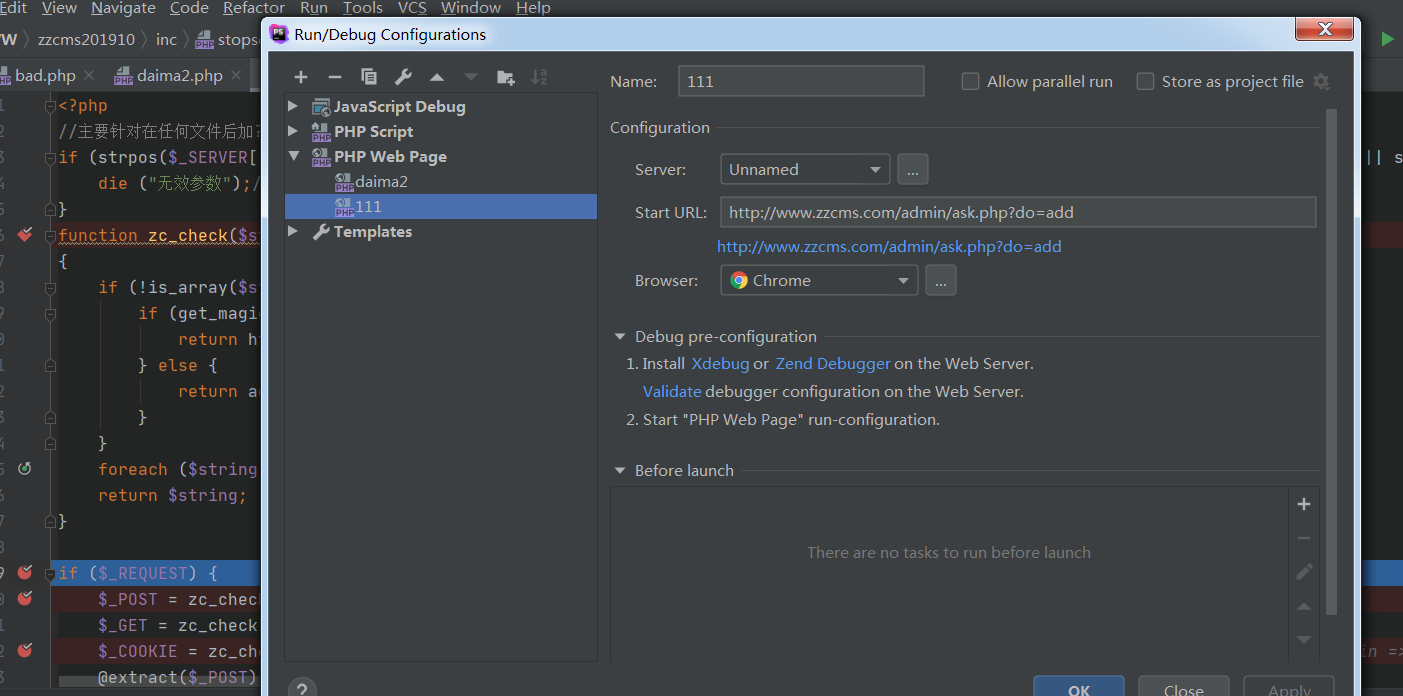 Edit View Navigate Code Refactor Run Tools VCS Window Help
zzcms201910 inc
Run/Debug Configurations
bad.php daima2.php
Name: 111 Allow parallel run Store as project file
JavaScript Debug
PHP Script
PHP Web Page
daima2
111
Templates
Configuration
Server: Unnamed ...
Start URL: http://www.zzcms.com/admin/ask.php?do=add
http://www.zzcms.com/admin/ask.php?do=add
Browser: Chrome ...
Debug pre-configuration
1. Install Xdebug or Zend Debugger on the Web Server.
Validate debugger configuration on the Web Server.
2. Start "PHP Web Page" run-configuration.
Before launch
There are no tasks to run before launch
OK Close Apply
<?php
//主要针对在任何文件后加?
if (strpos($_SERVER[
die ("无效参数");/
}
function zc_check($s
{
if (!is_array($s
if (get_magi
return h
} else {
return a
}
}
foreach ($string
return $string;
}
if ($_REQUEST) {
$_POST = zc_chec
$_GET = zc_check
$_COOKIE = zc_ch
@extract($_POST)
|| s
in =>